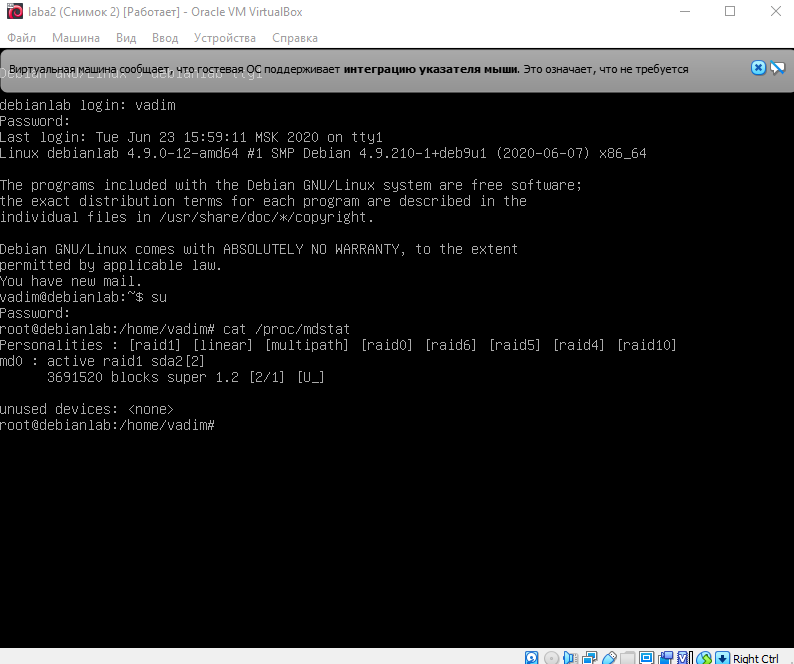 laba2 (Снимок 2) [Работает] - Oracle VM VirtualBox
Файл Машина Вид Ввод Устройства Справка
Виртуальная машина сообщает, что гостевая ОС поддерживает интеграцию указателя мыши. Это означает, что не требуется
Debian GNU/Linux 9 debianlab tty1
debianlab login: vadim
Password:
Last login: Tue Jun 23 15:59:11 MSK 2020 on tty1
Linux debianlab 4.9.0-12-amd64 #1 SMP Debian 4.9.210-1+deb9u1 (2020-06-07) x86_64
The programs included with the Debian GNU/Linux system are free software;
the exact distribution terms for each program are described in the
individual files in /usr/share/doc/*/copyright.
Debian GNU/Linux comes with ABSOLUTELY NO WARRANTY, to the extent
permitted by applicable law.
You have new mail.
vadim@debianlab:~$ su
Password:
root@debianlab:/home/vadim# cat /proc/mdstat
Personalities : [raid1] [linear] [multipath] [raid0] [raid6] [raid5] [raid4] [raid10]
md0 : active raid1 sda2[2]
3691520 blocks super 1.2 [2/1] [U_]
unused devices: <none>
root@debianlab:/home/vadim#
Right Ctrl